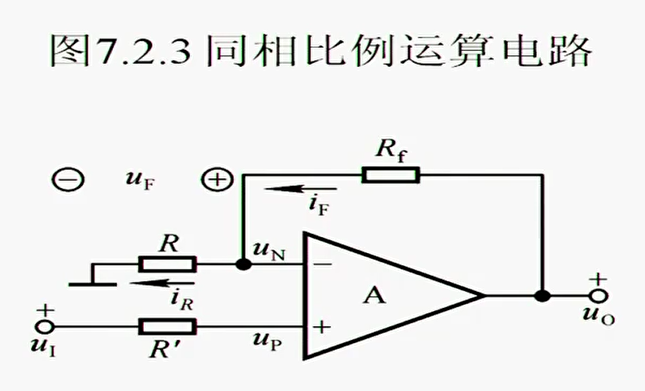 图7.2.3 同相比例运算电路
R_f
− u_F +
i_F
R
u_N
−
i_R
A
+
+
u_O
+
u_I
R'
u_P